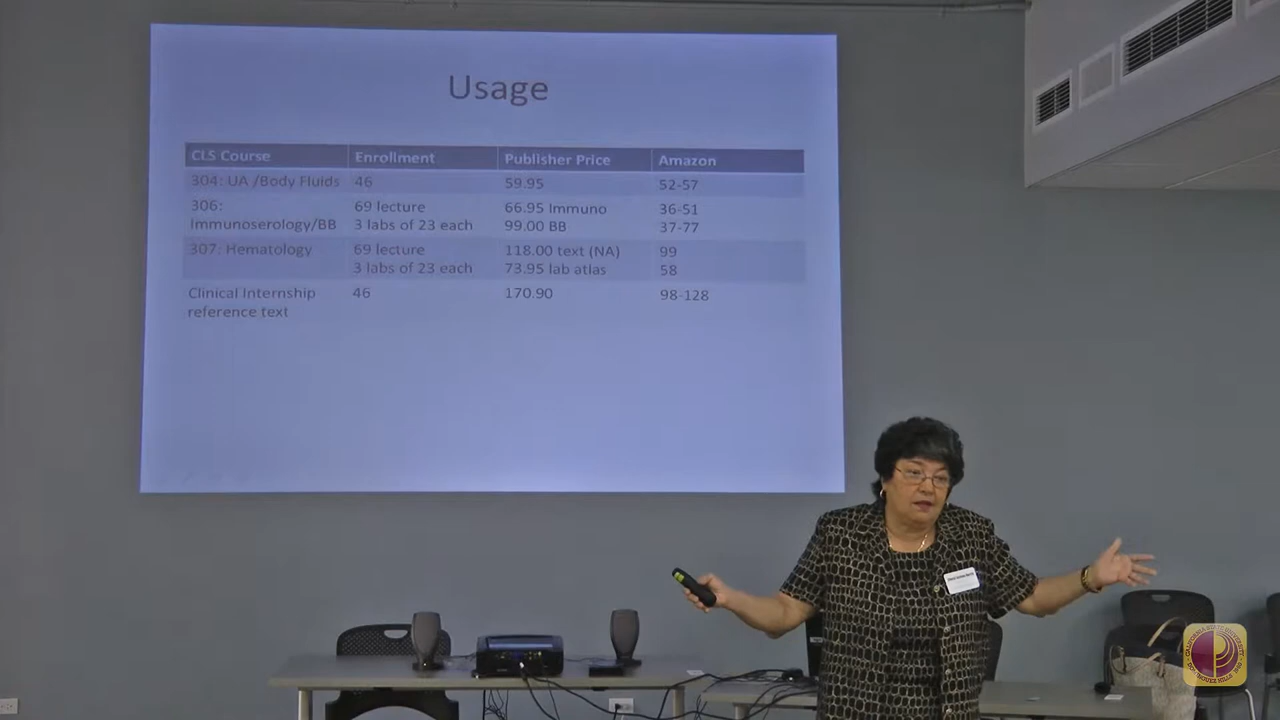 Usage
CLS Course Enrollment Publisher Price Amazon
304: UA /Body Fluids 46 59.95 52-57
306: 69 lecture 66.95 Immuno 36-51
Immunoserology/BB 3 labs of 23 each 99.00 BB 37-77
307: Hematology 69 lecture 118.00 text (NA) 99
3 labs of 23 each 73.95 lab atlas 58
Clinical Internship 46 170.90 98-128
reference text